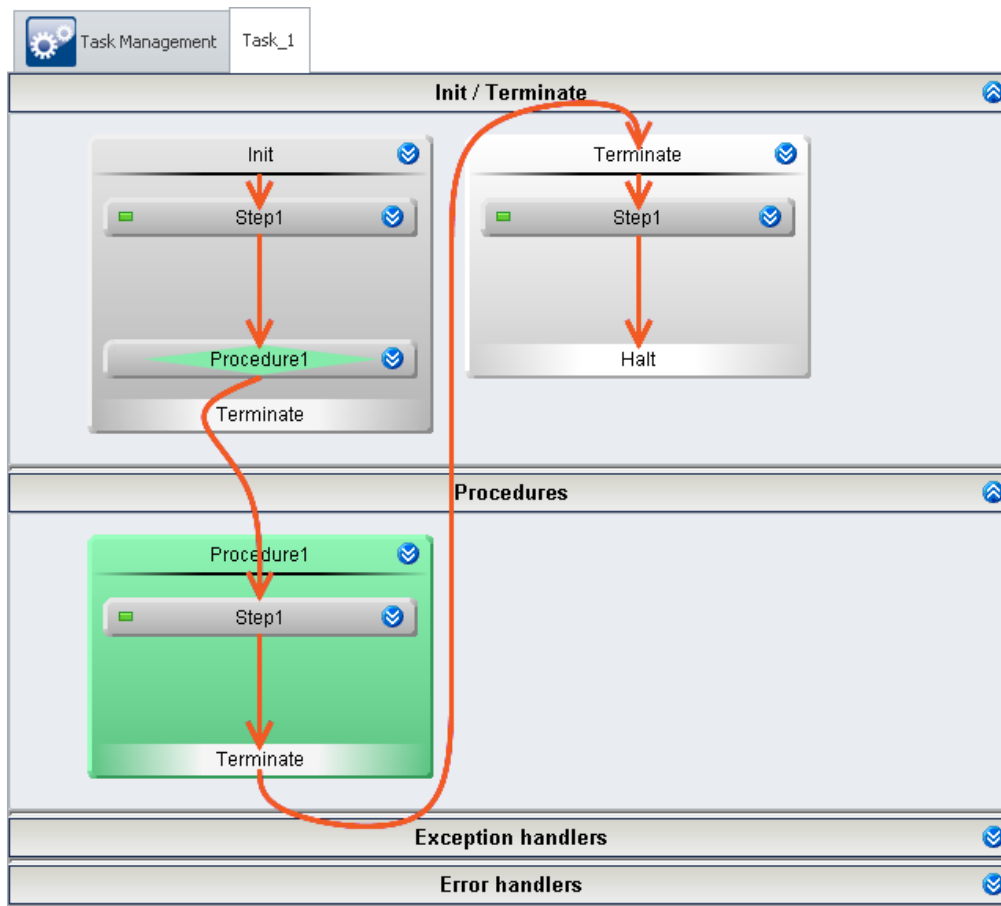 Task Management
Task_1
Init / Terminate
Init
Step1
Procedure1
Terminate
Terminate
Step1
Halt
Procedures
Procedure1
Step1
Terminate
Exception handlers
Error handlers